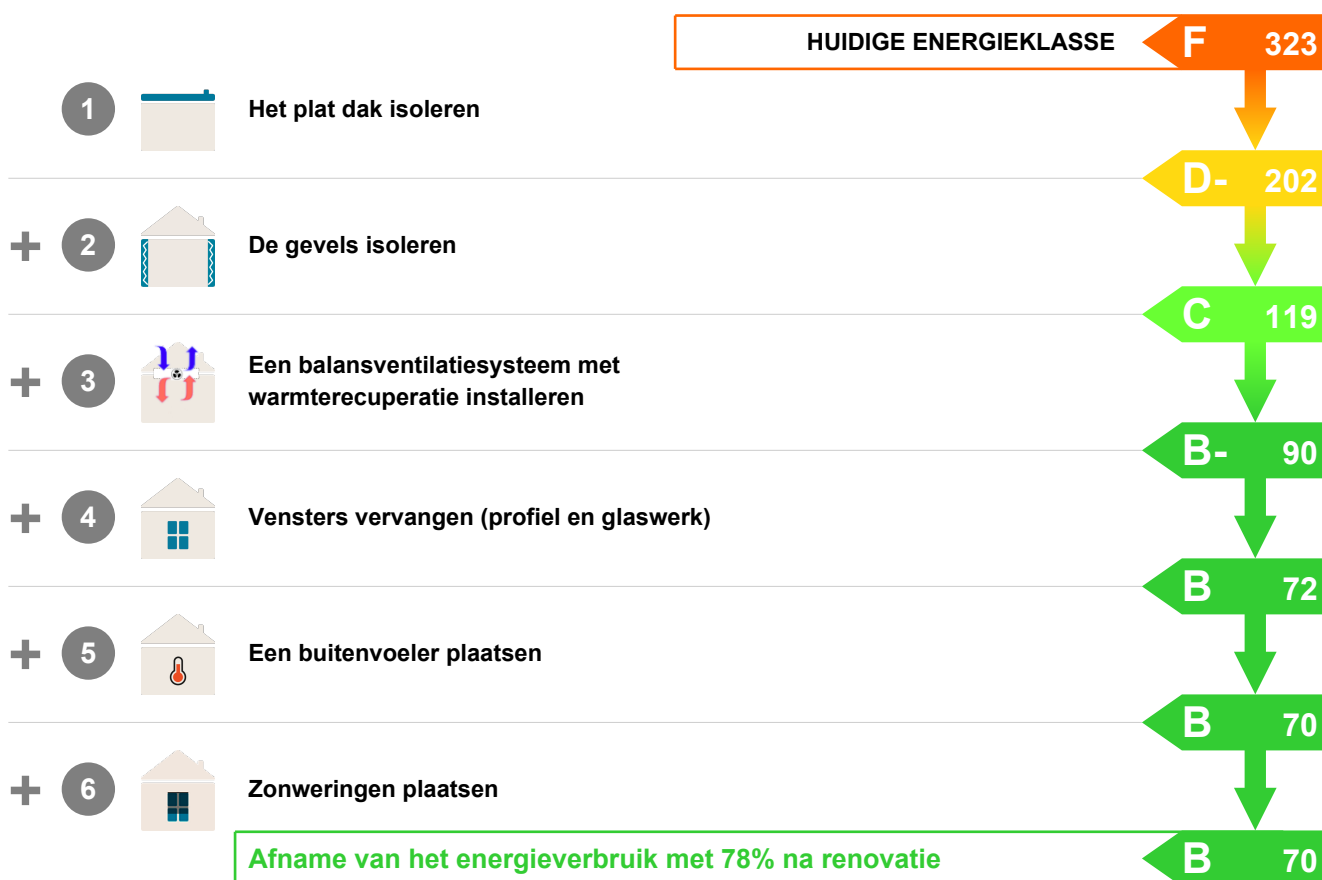 HUIDIGE ENERGIEKLASSE F 323
1 Het plat dak isoleren
D- 202
+ 2 De gevels isoleren
C 119
+ 3 Een balansventilatiesysteem met
warmterecuperatie installeren
B- 90
+ 4 Vensters vervangen (profiel en glaswerk)
B 72
+ 5 Een buitenvoeler plaatsen
B 70
+ 6 Zonweringen plaatsen
Afname van het energieverbruik met 78% na renovatie B 70